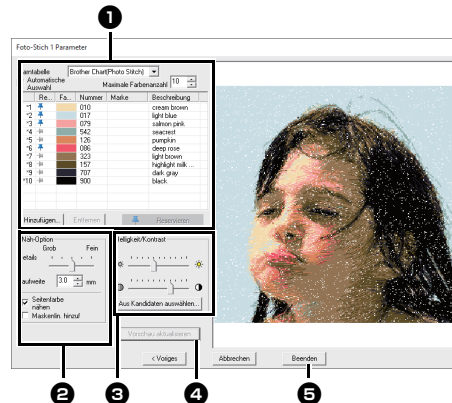 1
Foto-Stich 1 Parameter
arntabelle Brother Chart(Photo Stitch)
Automatische Auswahl Maximale Farbenanzahl 10
Re... Fa... Nummer Marke Beschreibung
*1 010 cream brown
*2 017 light blue
*3 079 salmon pink
*4 542 seacrest
*5 126 pumpkin
*6 086 deep rose
*7 323 light brown
*8 157 highlight milk ...
*9 707 dark gray
*10 900 black
Hinzufügen... Entfernen Reservieren
Näh-Option
Grob Fein
etails
aufweite 3,0 mm
Seitenfarbe
nähen
Maskenlin. hinzuf
elligkeit/Kontrast
Aus Kandidaten auswählen...
Vorschau aktualisieren
< Voriges Abbrechen Beenden
2 3 4 5